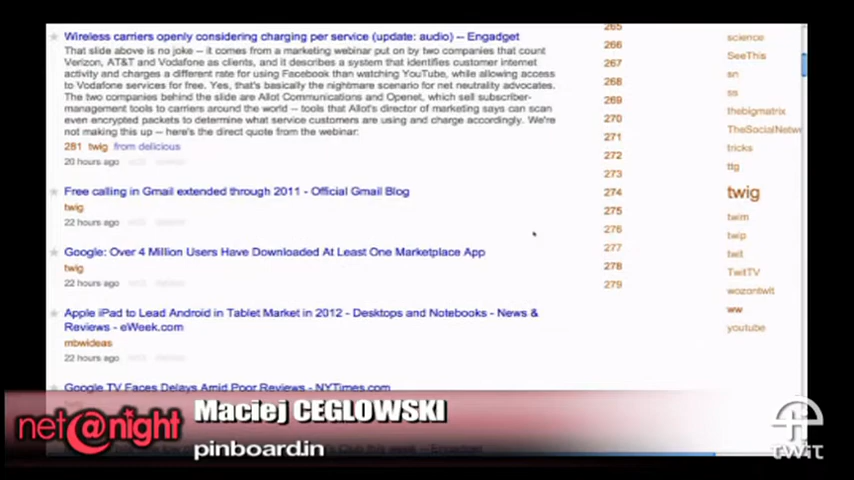 Wireless carriers openly considering charging per service (update: audio) -- Engadget
That slide above is no joke -- it comes from a marketing webinar put on by two companies that count
Verizon, AT&T and Vodafone as clients, and it describes a system that identifies customer internet
activity and charges a different rate for using Facebook than watching YouTube, while allowing access
to Vodafone services for free. Yes, that's basically the nightmare scenario for net neutrality advocates.
The two companies behind the slide are Allot Communications and Openet, which sell subscriber-
management tools to carriers around the world -- tools that Allot's director of marketing says can scan
even encrypted packets to determine what service customers are using and charge accordingly. We're
not making this up -- here's the direct quote from the webinar:
281 twig from delicious
20 hours ago
Free calling in Gmail extended through 2011 - Official Gmail Blog
twig
22 hours ago
Google: Over 4 Million Users Have Downloaded At Least One Marketplace App
twig
22 hours ago
Apple iPad to Lead Android in Tablet Market in 2012 - Desktops and Notebooks - News &
Reviews - eWeek.com
mbwideas
22 hours ago
Google TV Faces Delays Amid Poor Reviews - NYTimes.com
265
266
267
268
269
270
271
272
273
274
275
276
277
278
279
science
SeeThis
sn
ss
thebigmatrix
TheSocialNetwo
tricks
ttg
twig
twim
twip
twit
TwitTV
wozontwit
ww
youtube
net@night
Maciej CEGLOWSKI
pinboard.in
TWiT